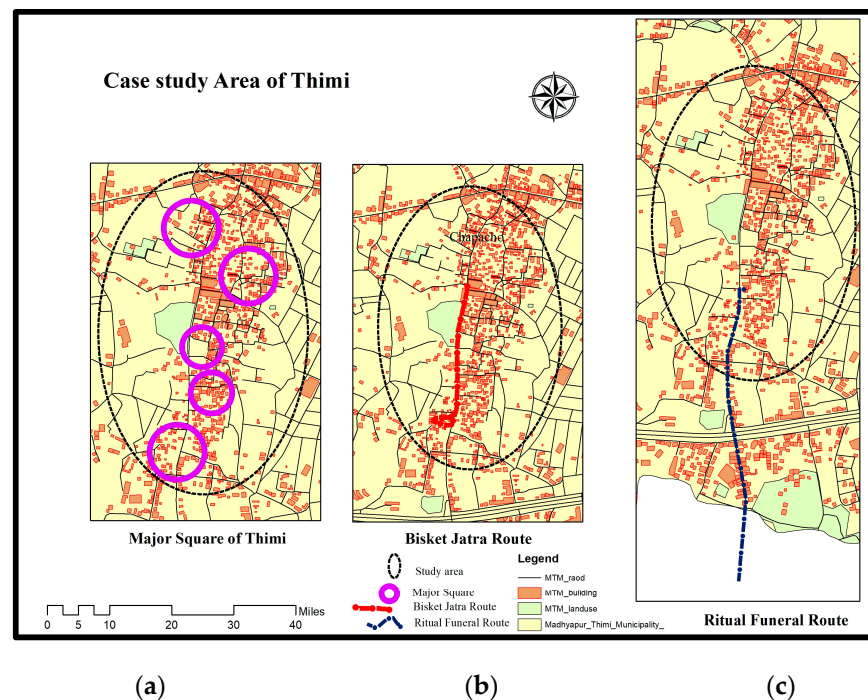 Case study Area of Thimi
Chapache
Major Square of Thimi
Bisket Jatra Route
Ritual Funeral Route
Legend
Study area
Major Square
Bisket Jatra Route
Ritual Funeral Route
MTM_raod
MTM_building
MTM_landuse
Madhyapur_Thimi_Municipality_
Miles
0 5 10 20 30 40
(a) (b) (c)